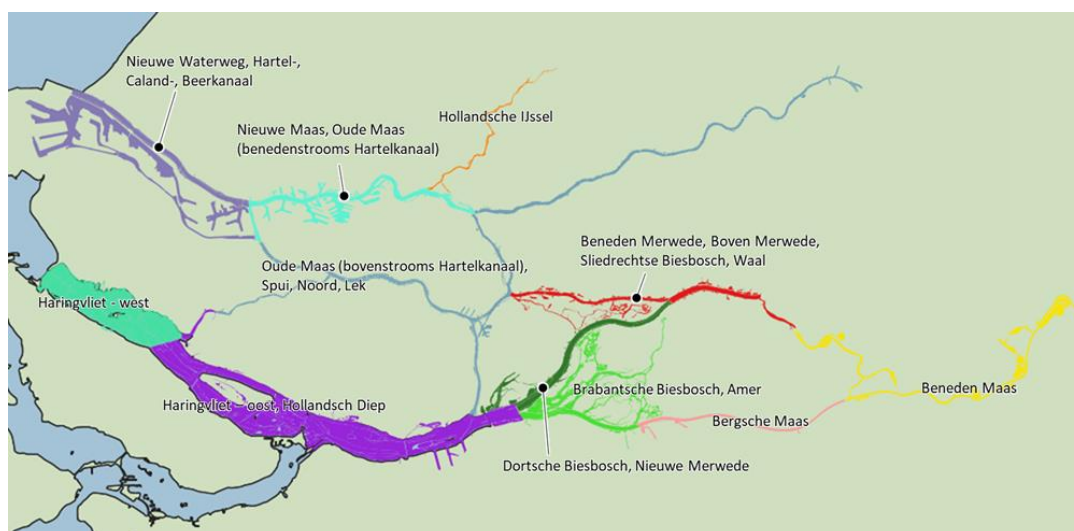 Nieuwe Waterweg, Hartel-,
Caland-, Beerkanaal
Nieuwe Maas, Oude Maas
(benedenstrooms Hartelkanaal)
Hollandsche IJssel
Oude Maas (bovenstrooms Hartelkanaal),
Spui, Noord, Lek
Beneden Merwede, Boven Merwede,
Sliedrechtse Biesbosch, Waal
Haringvliet - west
Haringvliet – oost, Hollandsch Diep
Brabantsche Biesbosch, Amer
Beneden Maas
Bergsche Maas
Dortsche Biesbosch, Nieuwe Merwede